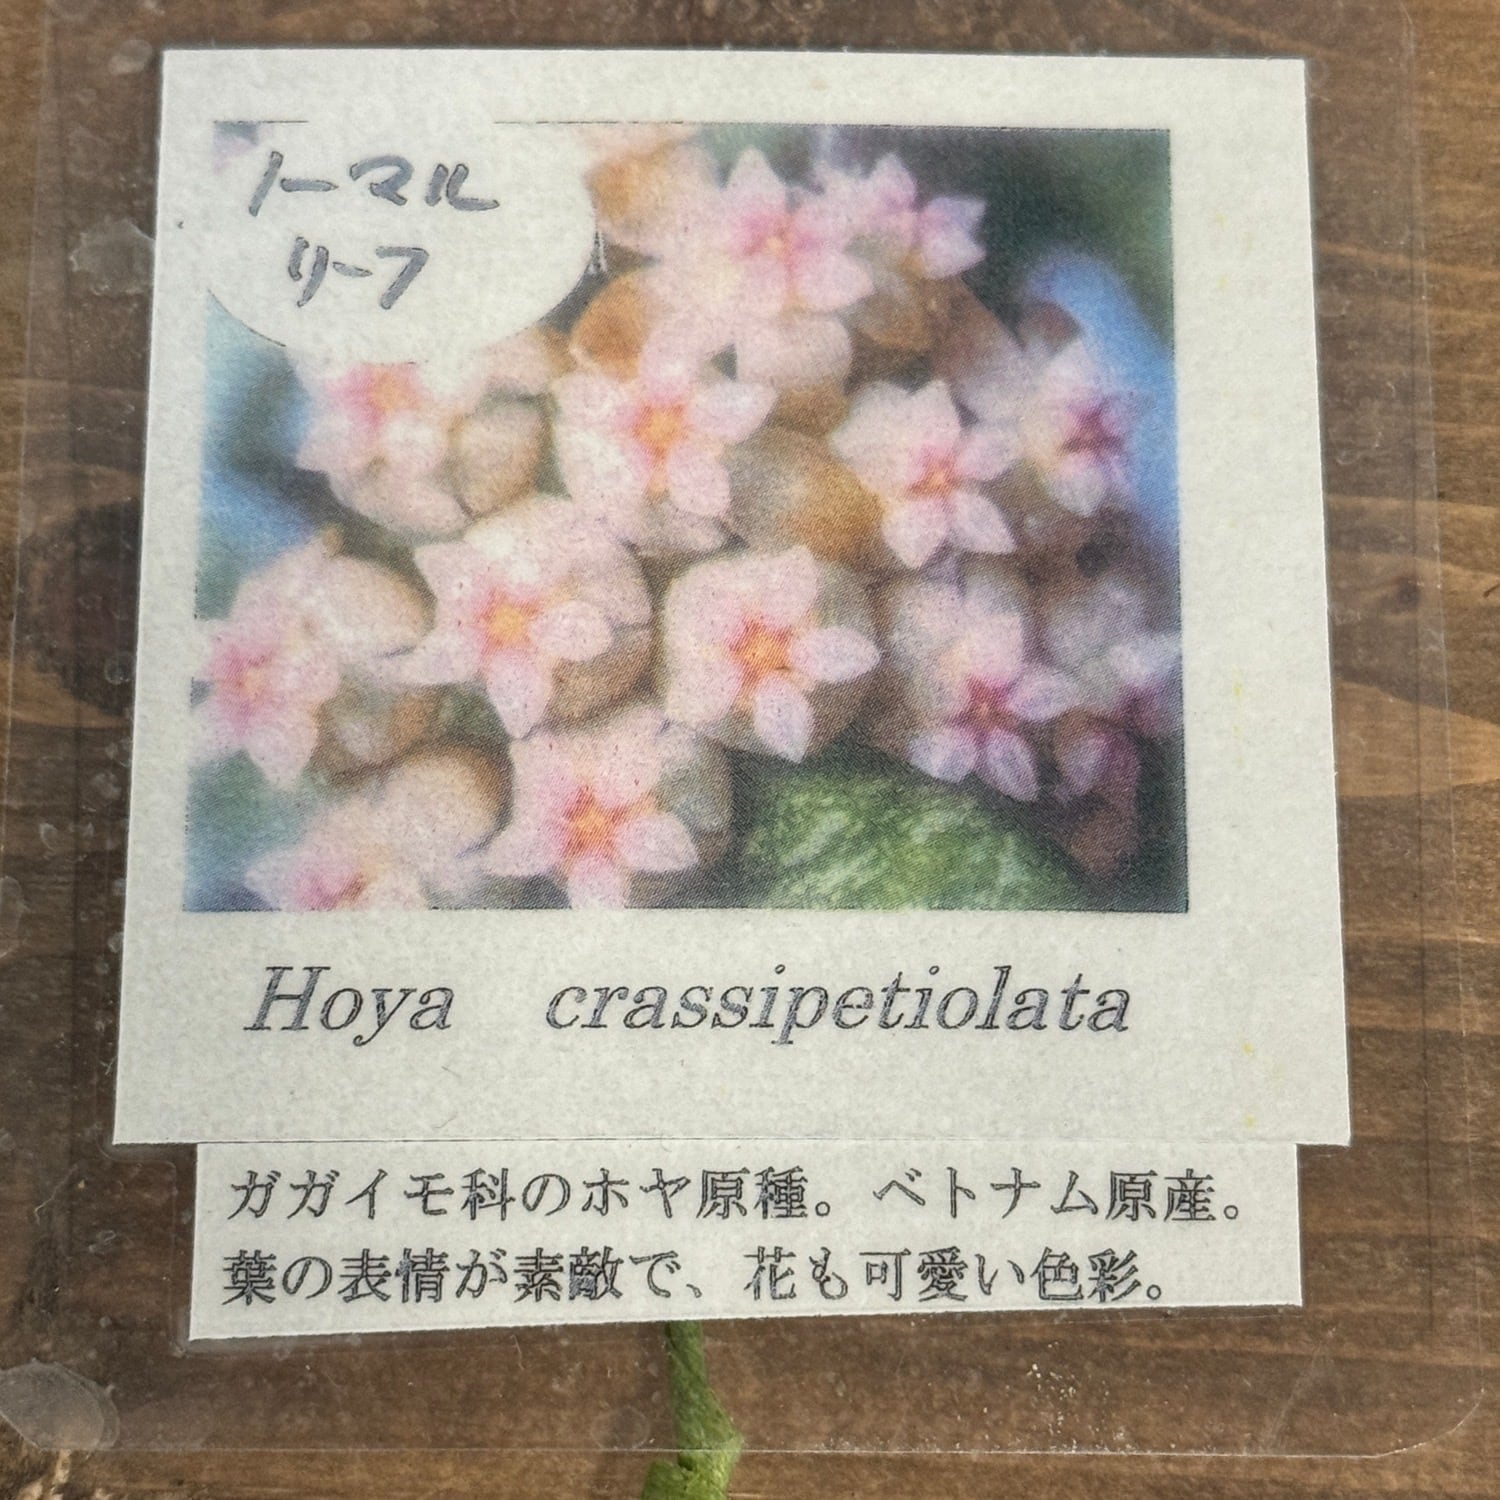 ノーマル
リーフ
Hoya crassipetiolata
ガガイモ科のホヤ原種。ベトナム原産。
葉の表情が素敵で、花も可愛い色彩。